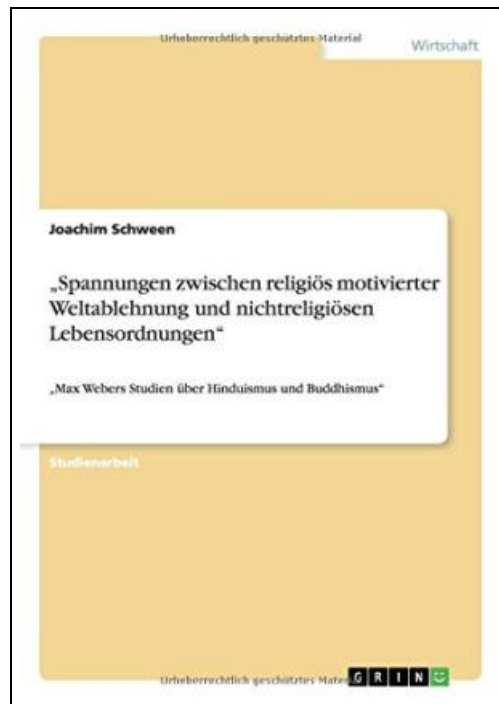 Urheberrechtlich geschütztes Material
Wirtschaft
Joachim Schween
„Spannungen zwischen religiös motivierter
Weltablehnung und nichtreligiösen
Lebensordnungen“
„Max Webers Studien über Hinduismus und Buddhismus“
Studienarbeit
Urheberrechtlich geschütztes Mater
GRIN